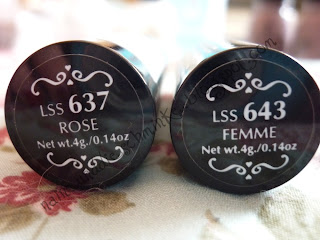 LSS 637
ROSE
Net wt.4g./0.14oz
LSS 643
FEMME
Net wt.4g./0.14oz